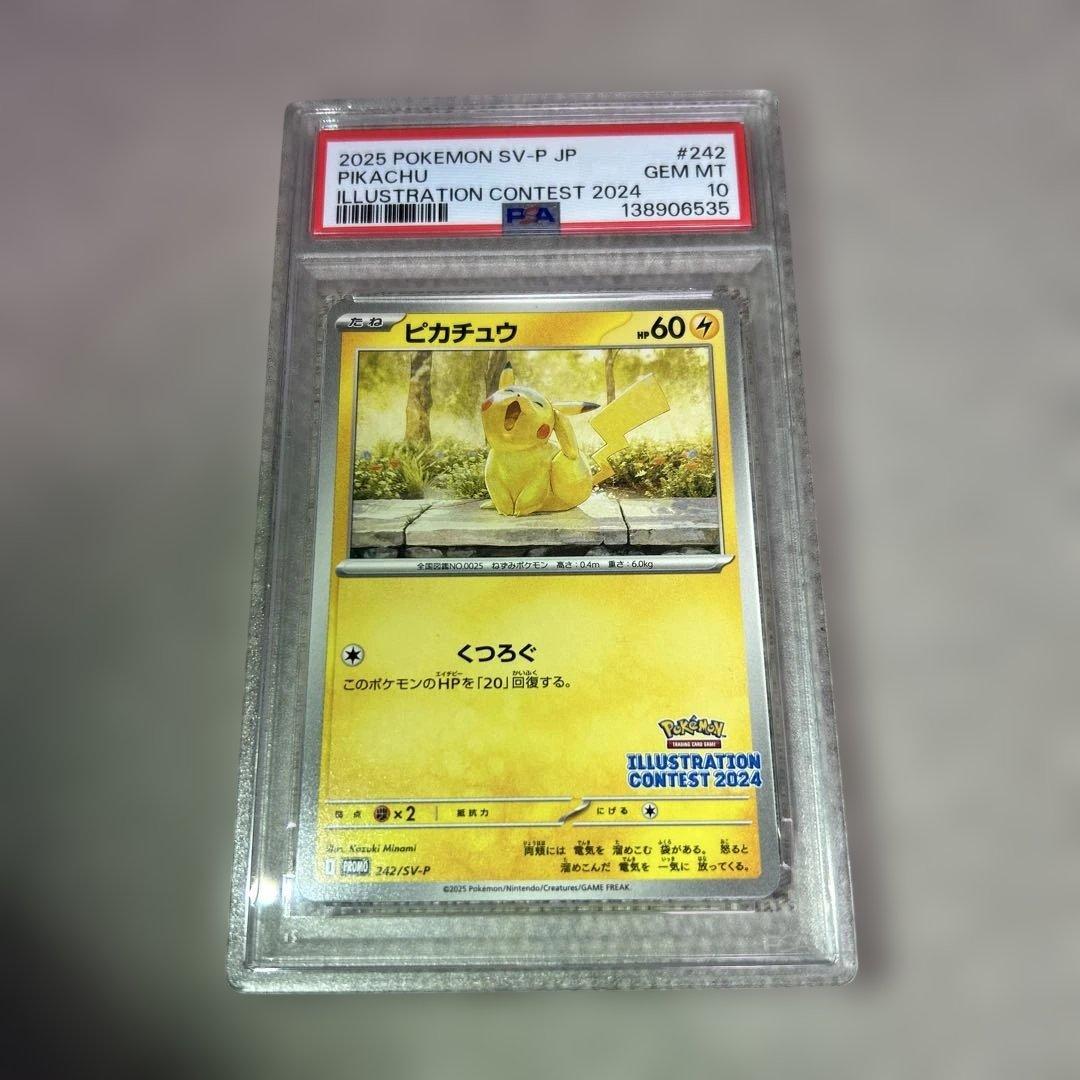 2025 POKEMON SV-P JP #242
PIKACHU GEM MT
ILLUSTRATION CONTEST 2024 10
PSA 138906535
たね ピカチュウ HP60
全国図鑑NO.0025 ねずみポケモン 高さ:0.4m 重さ:6.0kg
くつろぐ
このポケモンのHPを「20」回復する。
Pokémon
TRADING CARD GAME
ILLUSTRATION
CONTEST 2024
弱点 ×2 抵抗力 にげる
Illus. Kazuki Minami
両頬には 電気を 溜めこむ 袋がある。 怒ると
溜めこんだ 電気を 一気に 放ってくる。
PROMO 242/SV-P
©2025 Pokémon/Nintendo/Creatures/GAME FREAK